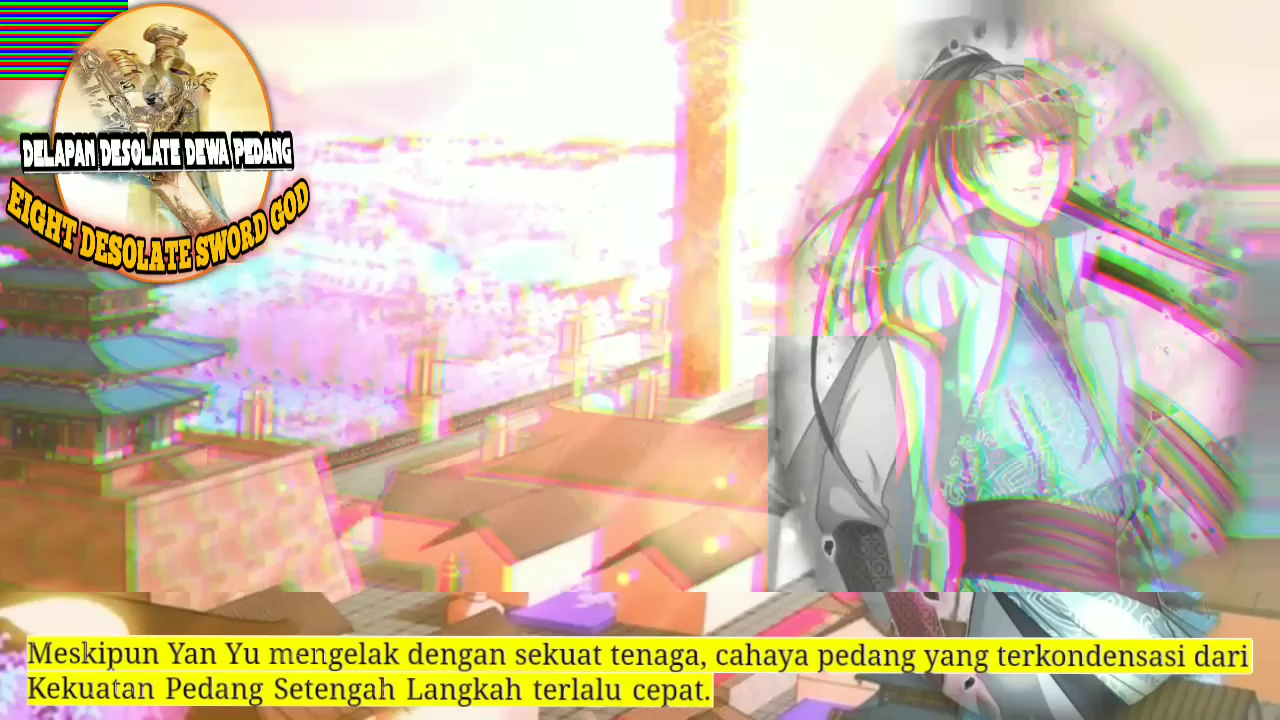 DELAPAN DESOLATE DEWA PEDANG
EIGHT DESOLATE SWORD GOD
Meskipun Yan Yu mengelak dengan sekuat tenaga, cahaya pedang yang terkondensasi dari
Kekuatan Pedang Setengah Langkah terlalu cepat.